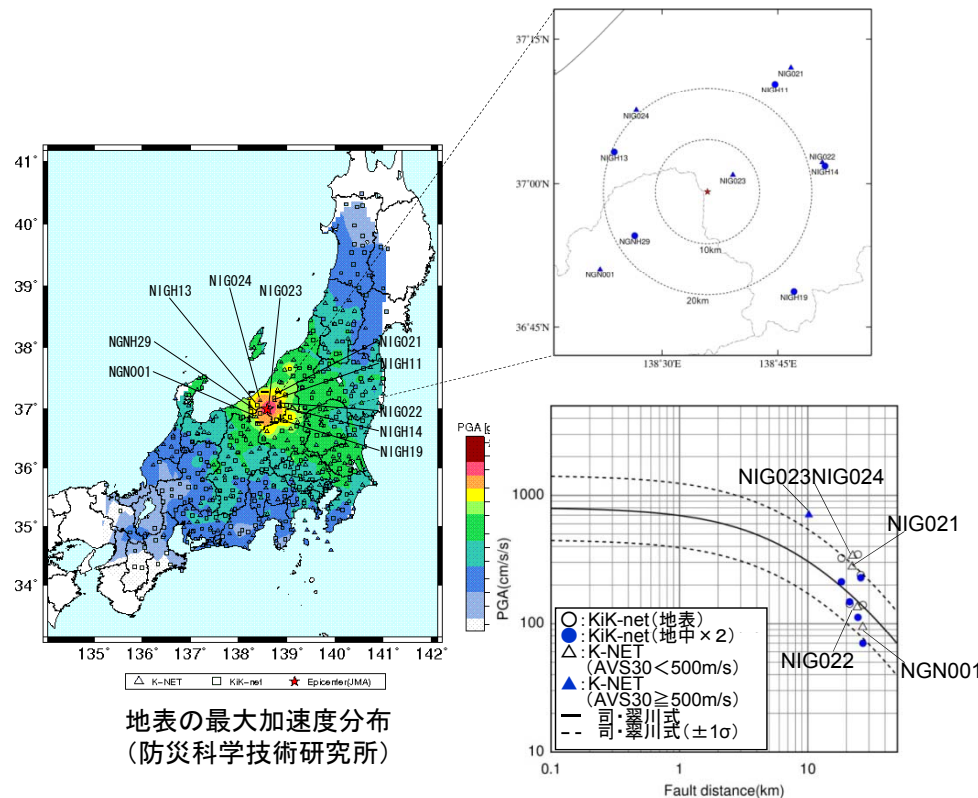 41°
40°
39°
38°
37°
36°
35°
34°
135° 136° 137° 138° 139° 140° 141° 142°
NIGH13
NIG024
NIG023
NGNH29
NGN001
NIG021
NIGH11
NIG022
NIGH14
NIGH19
PGA [g
△ K-NET □ KiK-net ★ Epicenter(JMA)
地表の最大加速度分布
(防災科学技術研究所)
37°15'N
37°00'N
36°45'N
138°30'E 138°45'E
NIG021
NIGH11
NIG024
NIGH13
NIG022
NIGH14
NIG023
NGNH29
10km
NGN001
20km
NIGH19
PGA(cm/s/s)
1000
100
10
0.1 1 10
Fault distance(km)
NIG023NIG024
NIG021
NIG022
NGN001
○:KiK-net(地表)
●:KiK-net(地中×2)
△:K-NET
(AVS30<500m/s)
▲:K-NET
(AVS30≧500m/s)
― 司・翠川式
--- 司・翠川式(±1σ)